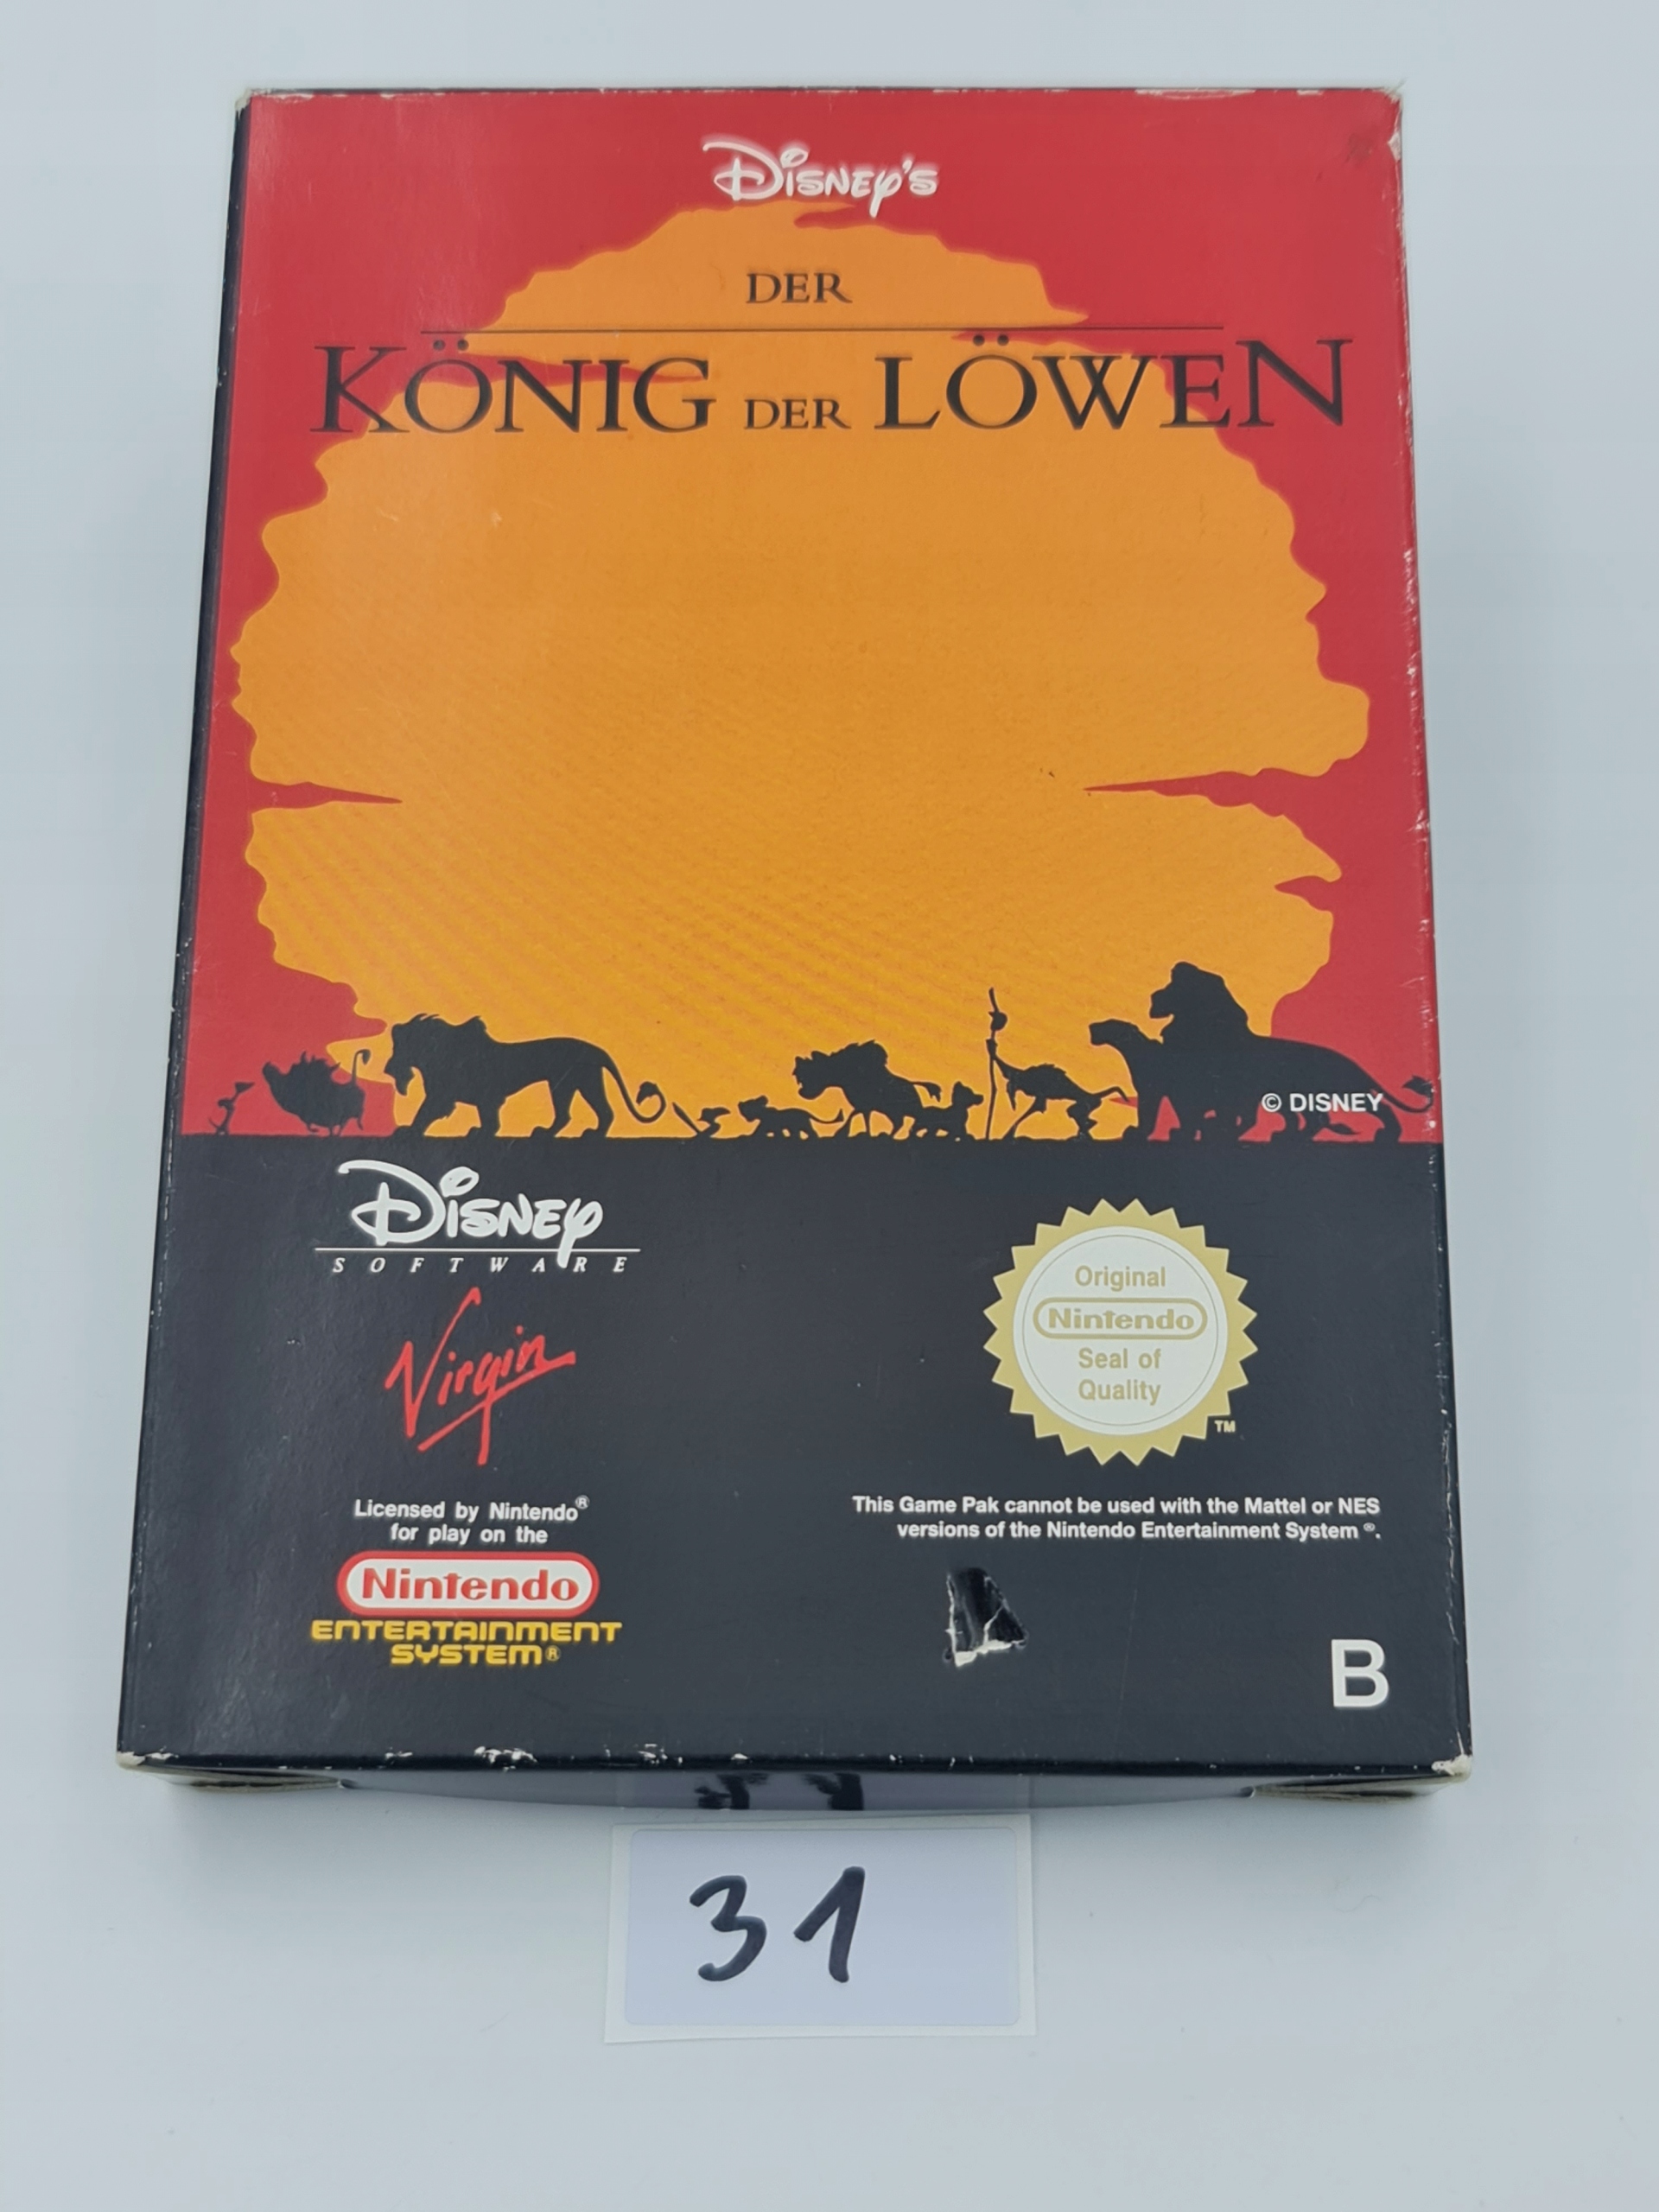 Disney's
DER
KÖNIG DER LÖWEN
© DISNEY
Disney
SOFTWARE
Virgin
Original
Nintendo
Seal of
Quality
TM
Licensed by Nintendo®
for play on the
Nintendo
ENTERTAINMENT
SYSTEM®
This Game Pak cannot be used with the Mattel or NES
versions of the Nintendo Entertainment System ®.
B
31